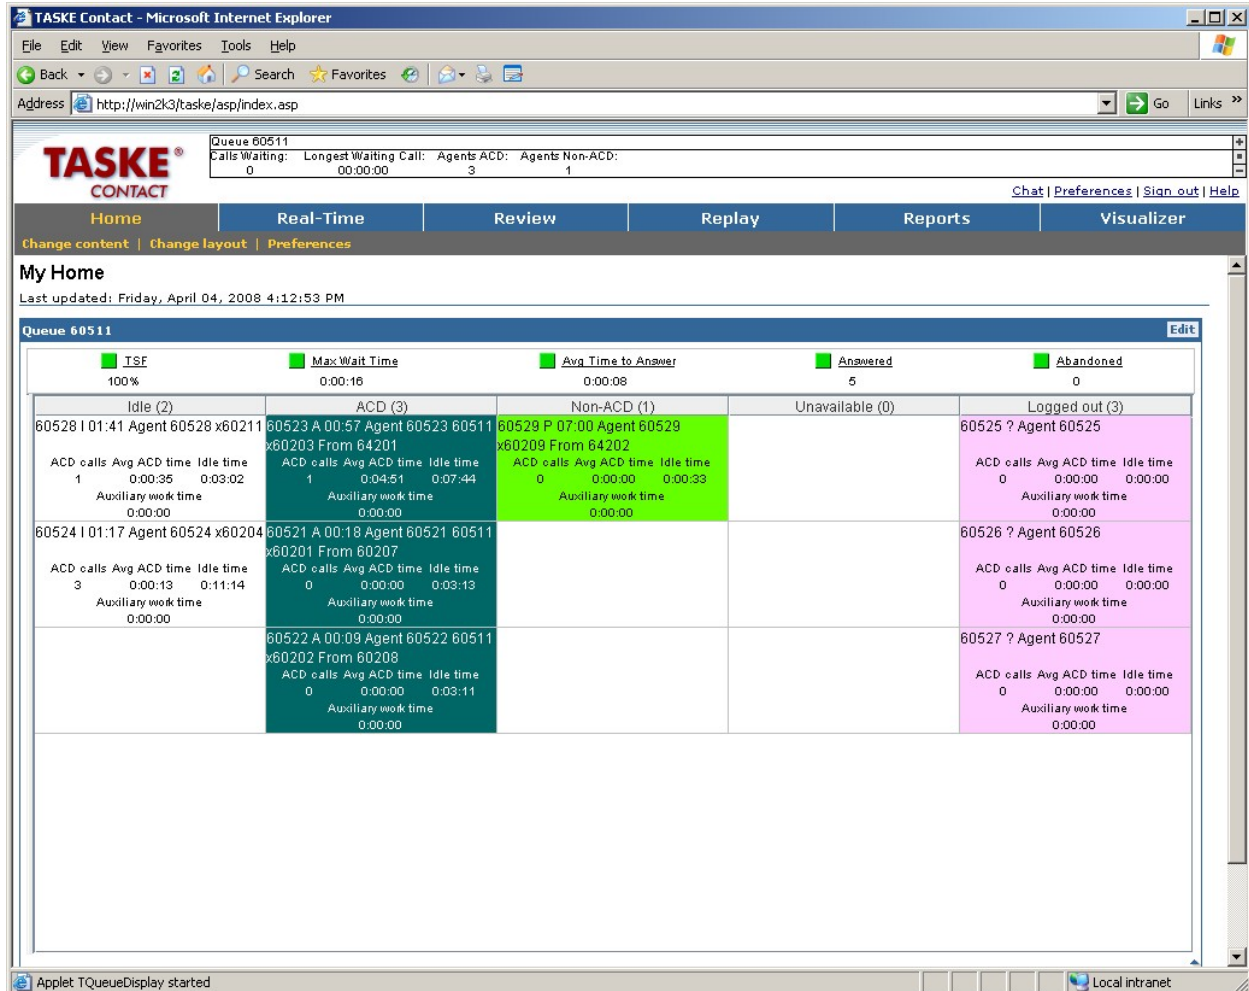 TASKE Contact - Microsoft Internet Explorer
File Edit View Favorites Tools Help
Back Search Favorites
Address http://win2k3/taske/asp/index.asp Go Links »
TASKE®
CONTACT
Queue 60511
Calls Waiting: Longest Waiting Call: Agents ACD: Agents Non-ACD:
0 00:00:00 3 1
Chat | Preferences | Sign out | Help
Home Real-Time Review Replay Reports Visualizer
Change content | Change layout | Preferences
My Home
Last updated: Friday, April 04, 2008 4:12:53 PM
Queue 60511 Edit
TSF Max Wait Time Avg Time to Answer Answered Abandoned
100% 0:00:16 0:00:08 5 0
Idle (2) ACD (3) Non-ACD (1) Unavailable (0) Logged out (3)
60528 I 01:41 Agent 60528 x60211 60523 A 00:57 Agent 60523 60511 60529 P 07:00 Agent 60529 60525 ? Agent 60525
x60203 From 64201 x60209 From 64202
ACD calls Avg ACD time Idle time ACD calls Avg ACD time Idle time ACD calls Avg ACD time Idle time ACD calls Avg ACD time Idle time
1 0:00:35 0:03:02 1 0:04:51 0:07:44 0 0:00:00 0:00:33 0 0:00:00 0:00:00
Auxiliary work time Auxiliary work time Auxiliary work time Auxiliary work time
0:00:00 0:00:00 0:00:00 0:00:00
60524 I 01:17 Agent 60524 x60204 60521 A 00:18 Agent 60521 60511 60526 ? Agent 60526
x60201 From 60207
ACD calls Avg ACD time Idle time ACD calls Avg ACD time Idle time ACD calls Avg ACD time Idle time
3 0:00:13 0:11:14 0 0:00:00 0:03:13 0 0:00:00 0:00:00
Auxiliary work time Auxiliary work time Auxiliary work time
0:00:00 0:00:00 0:00:00
60522 A 00:09 Agent 60522 60511 60527 ? Agent 60527
x60202 From 60208
ACD calls Avg ACD time Idle time ACD calls Avg ACD time Idle time
0 0:00:00 0:03:11 0 0:00:00 0:00:00
Auxiliary work time Auxiliary work time
0:00:00 0:00:00
Applet TQueueDisplay started Local intranet